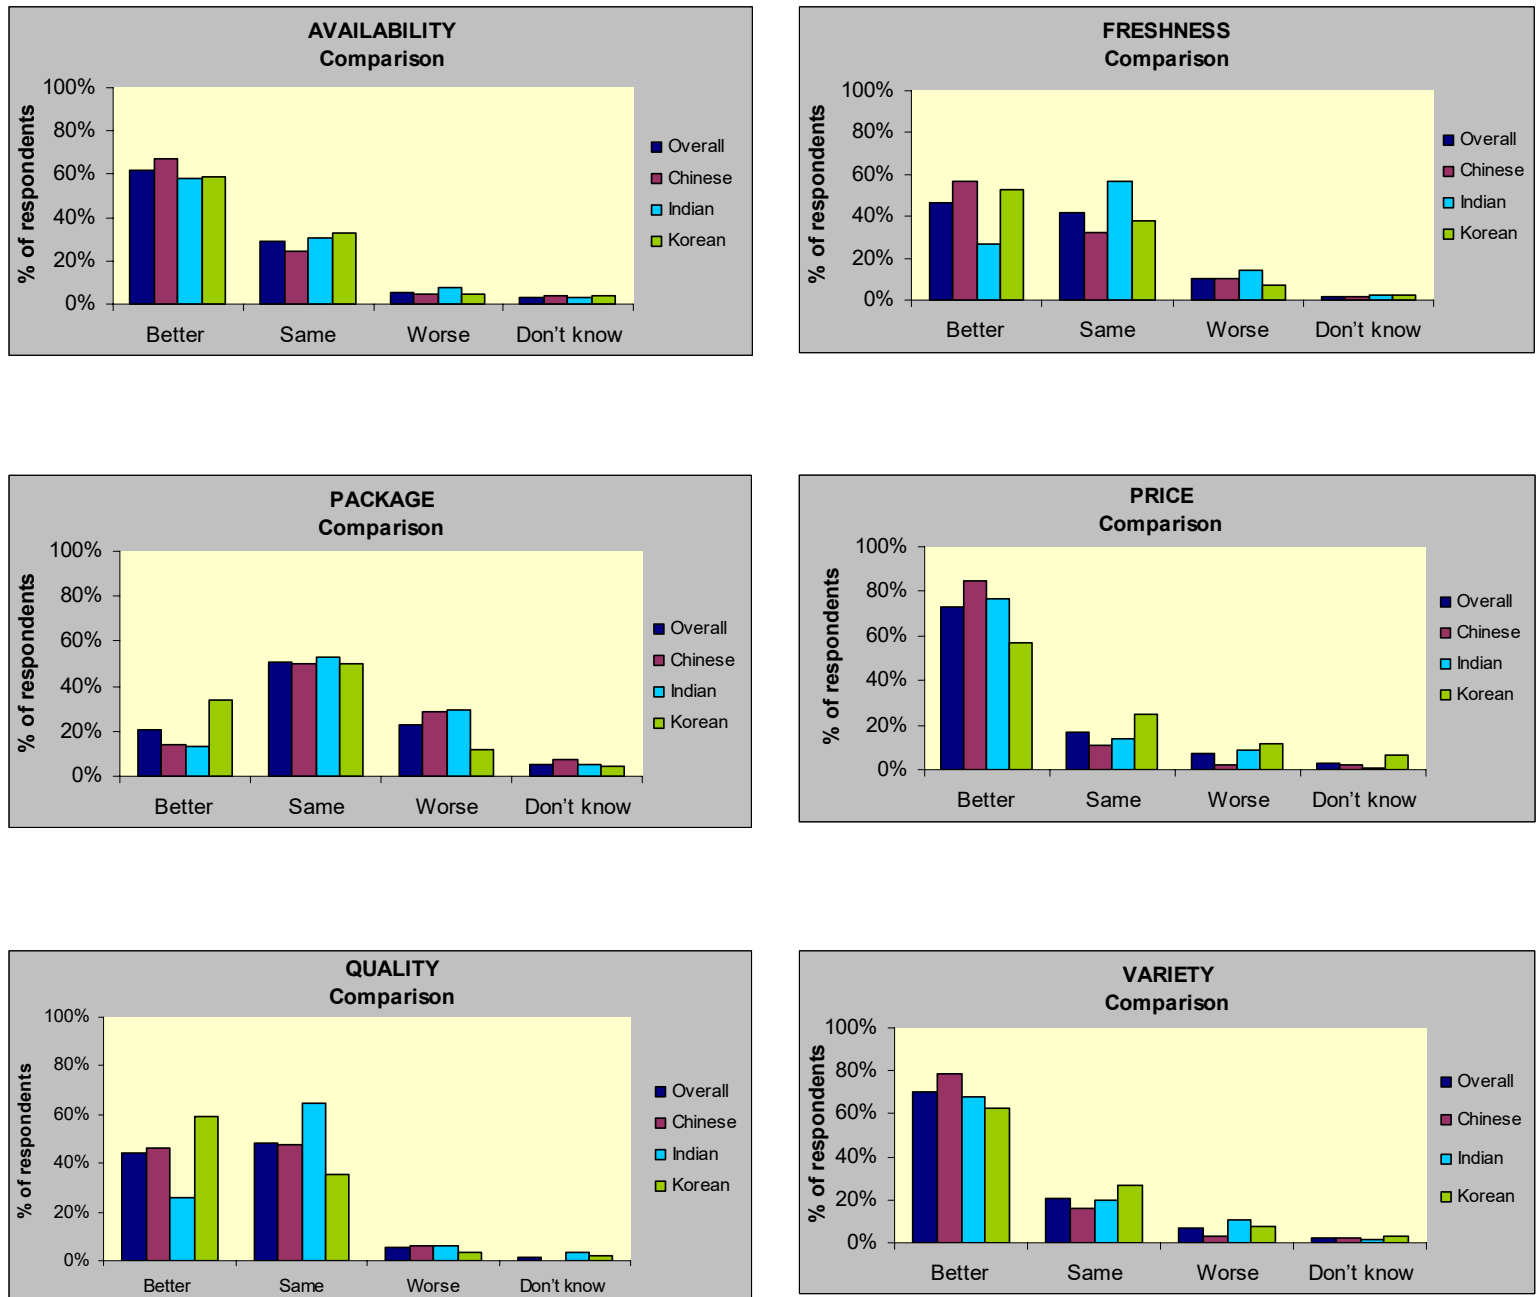 AVAILABILITY
Comparison
% of respondents
100%
80%
60%
40%
20%
0%
Better Same Worse Don't know
Overall
Chinese
Indian
Korean
FRESHNESS
Comparison
% of respondents
100%
80%
60%
40%
20%
0%
Better Same Worse Don't know
Overall
Chinese
Indian
Korean
PACKAGE
Comparison
% of respondents
100%
80%
60%
40%
20%
0%
Better Same Worse Don't know
Overall
Chinese
Indian
Korean
PRICE
Comparison
% of respondents
100%
80%
60%
40%
20%
0%
Better Same Worse Don't know
Overall
Chinese
Indian
Korean
QUALITY
Comparison
% of respondents
100%
80%
60%
40%
20%
0%
Better Same Worse Don't know
Overall
Chinese
Indian
Korean
VARIETY
Comparison
% of respondents
100%
80%
60%
40%
20%
0%
Better Same Worse Don't know
Overall
Chinese
Indian
Korean